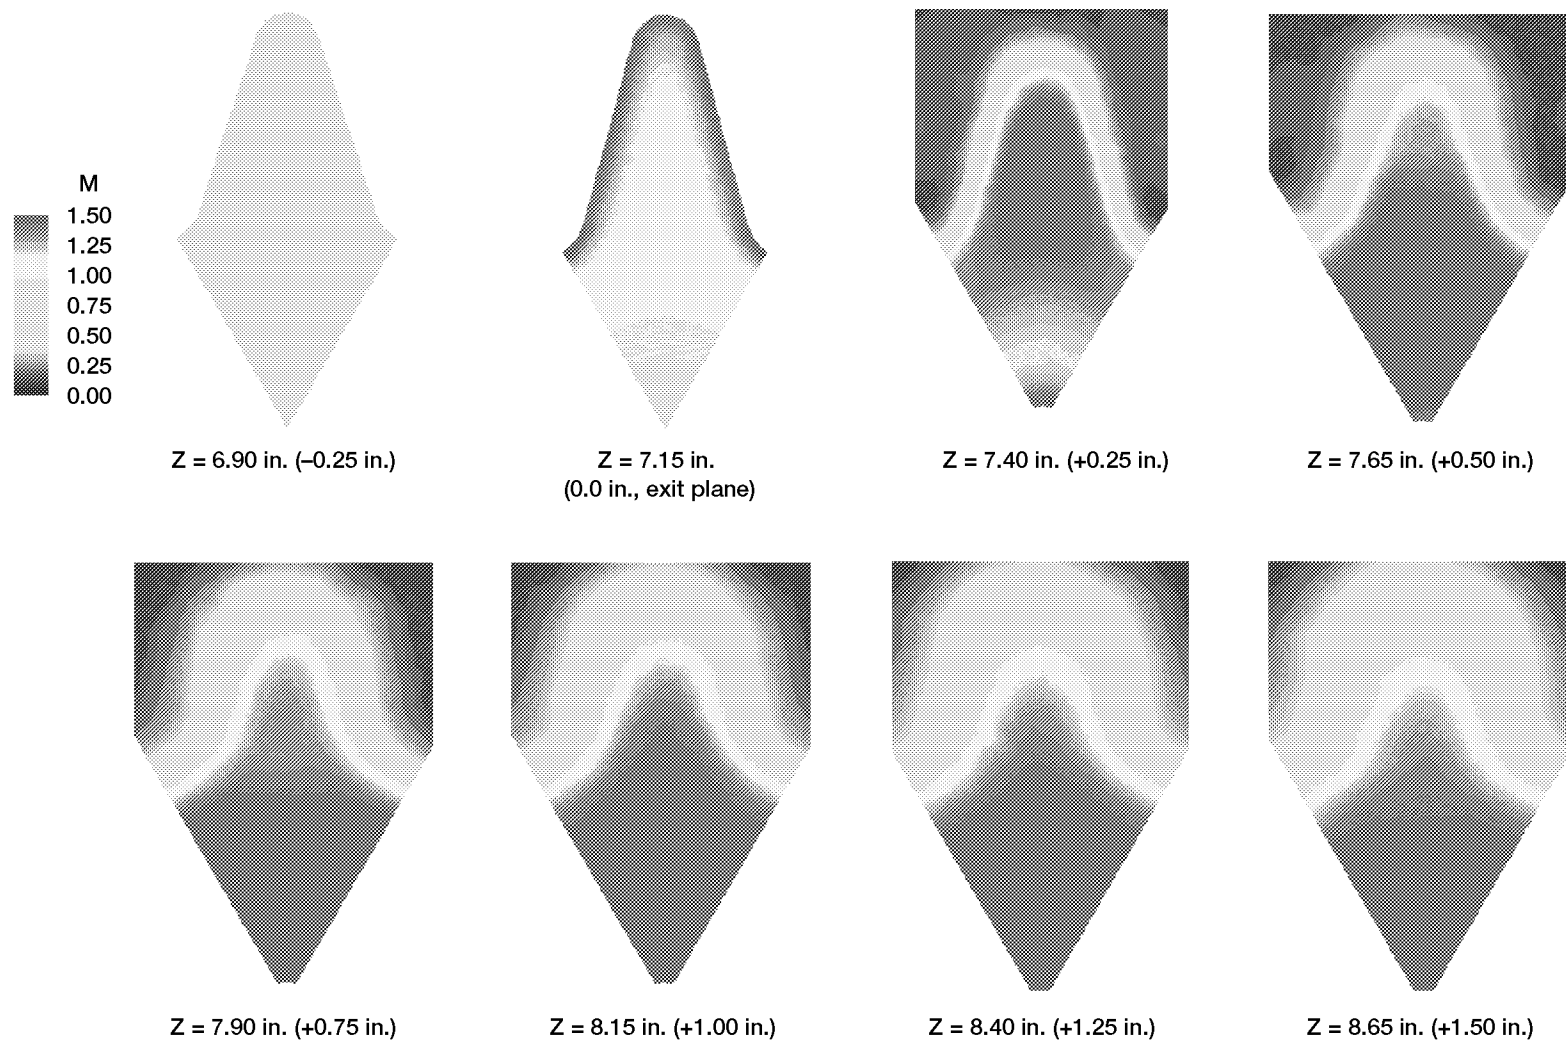 M
1.50
1.25
1.00
0.75
0.50
0.25
0.00
Z = 6.90 in. (–0.25 in.)
Z = 7.15 in.
(0.0 in., exit plane)
Z = 7.40 in. (+0.25 in.)
Z = 7.65 in. (+0.50 in.)
Z = 7.90 in. (+0.75 in.)
Z = 8.15 in. (+1.00 in.)
Z = 8.40 in. (+1.25 in.)
Z = 8.65 in. (+1.50 in.)